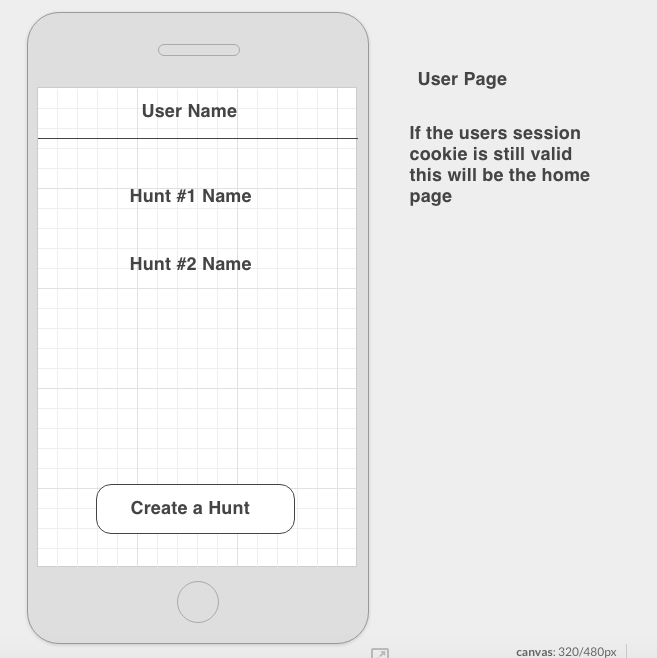 User Name
Hunt #1 Name
Hunt #2 Name
Create a Hunt
User Page
If the users session
cookie is still valid
this will be the home
page
canvas: 320/480px